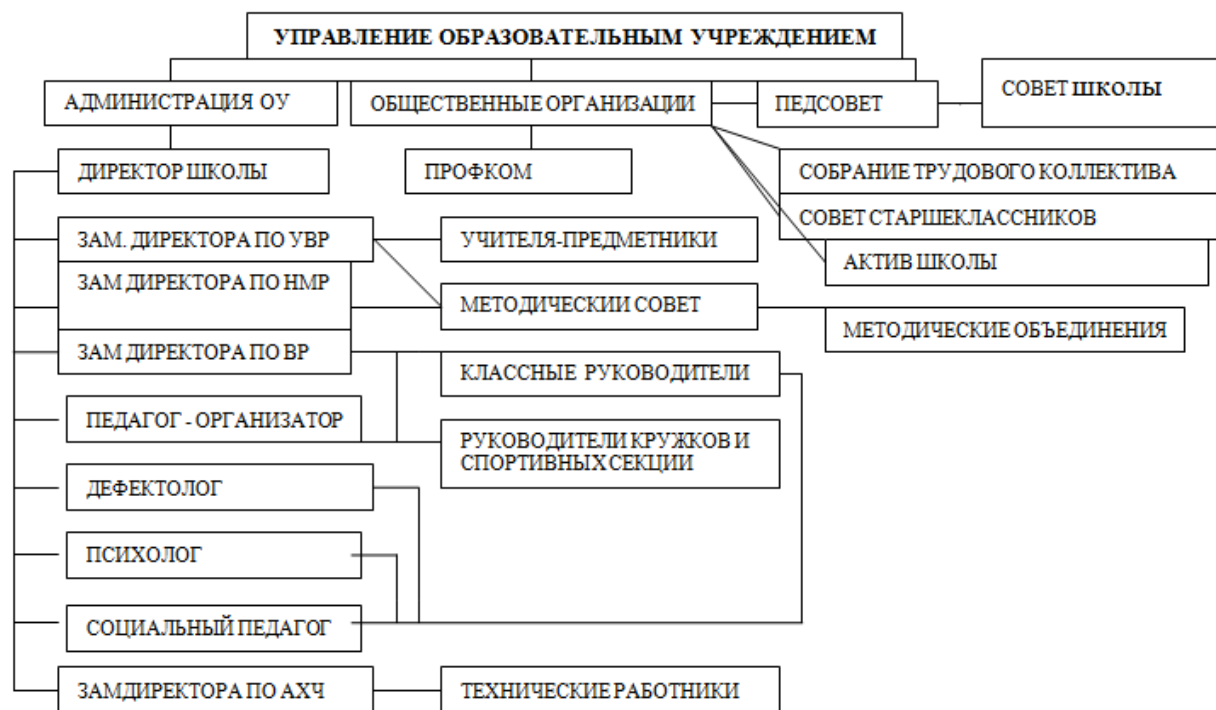 УПРАВЛЕНИЕ ОБРАЗОВАТЕЛЬНЫМ УЧРЕЖДЕНИЕМ
АДМИНИСТРАЦИЯ ОУ
ОБЩЕСТВЕННЫЕ ОРГАНИЗАЦИИ
ПЕДСОВЕТ
СОВЕТ ШКОЛЫ
ДИРЕКТОР ШКОЛЫ
ПРОФКОМ
СОБРАНИЕ ТРУДОВОГО КОЛЛЕКТИВА
СОВЕТ СТАРШЕКЛАССНИКОВ
АКТИВ ШКОЛЫ
ЗАМ. ДИРЕКТОРА ПО УВР
УЧИТЕЛЯ-ПРЕДМЕТНИКИ
ЗАМ ДИРЕКТОРА ПО НМР
МЕТОДИЧЕСКИЙ СОВЕТ
МЕТОДИЧЕСКИЕ ОБЪЕДИНЕНИЯ
ЗАМ ДИРЕКТОРА ПО ВР
КЛАССНЫЕ РУКОВОДИТЕЛИ
ПЕДАГОГ - ОРГАНИЗАТОР
РУКОВОДИТЕЛИ КРУЖКОВ И
СПОРТИВНЫХ СЕКЦИИ
ДЕФЕКТОЛОГ
ПСИХОЛОГ
СОЦИАЛЬНЫЙ ПЕДАГОГ
ЗАМДИРЕКТОРА ПО АХЧ
ТЕХНИЧЕСКИЕ РАБОТНИКИ